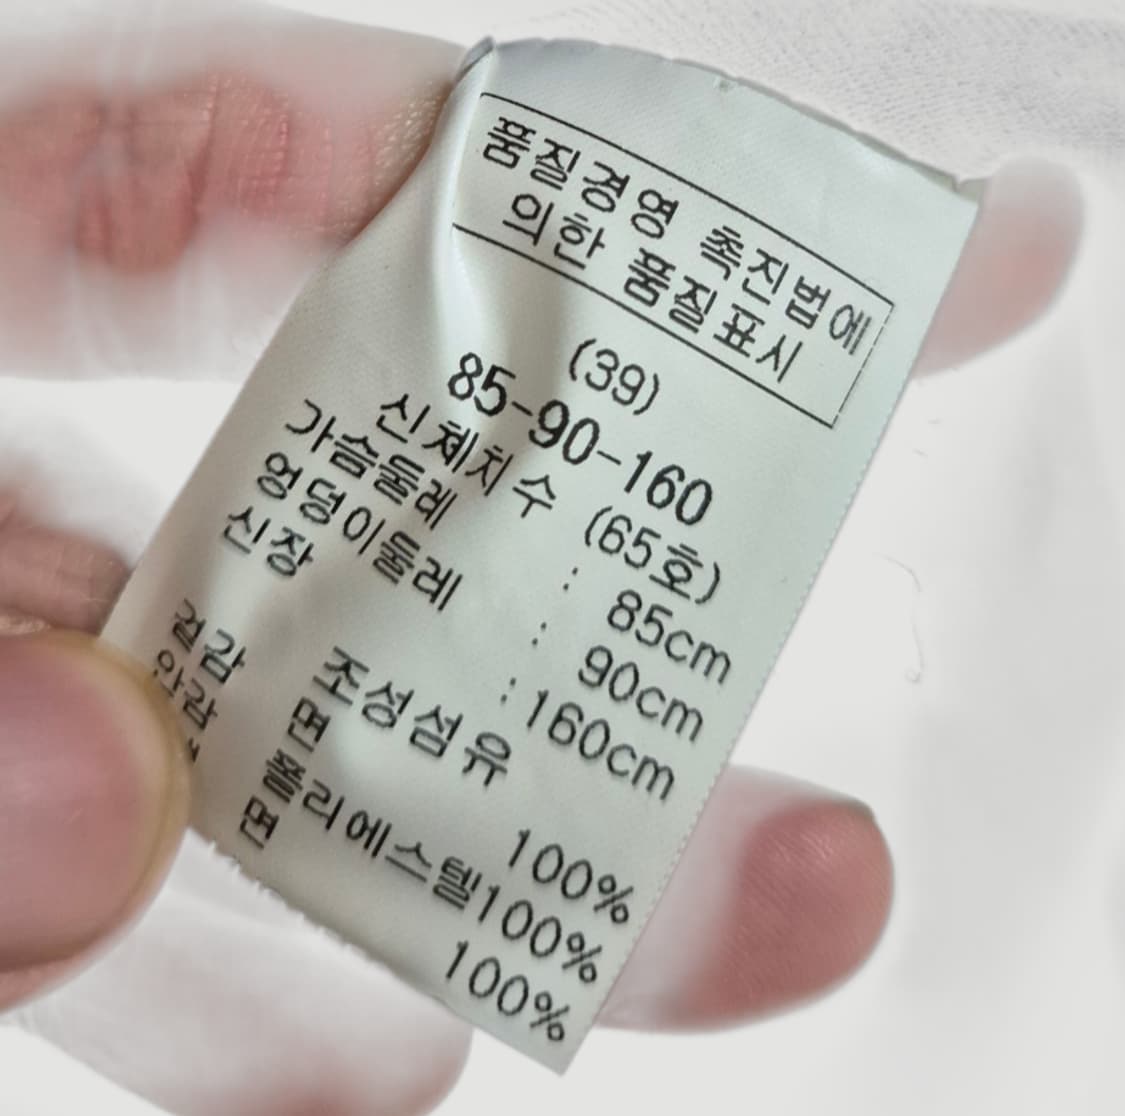 품질경영 촉진법에
의한 품질표시
(39)
85-90-160
신체치수 (65호)
가슴둘레 : 85cm
엉덩이둘레 : 90cm
신장 : 160cm
조성섬유
겉감 면 100%
안감 폴리에스텔100%
면 100%